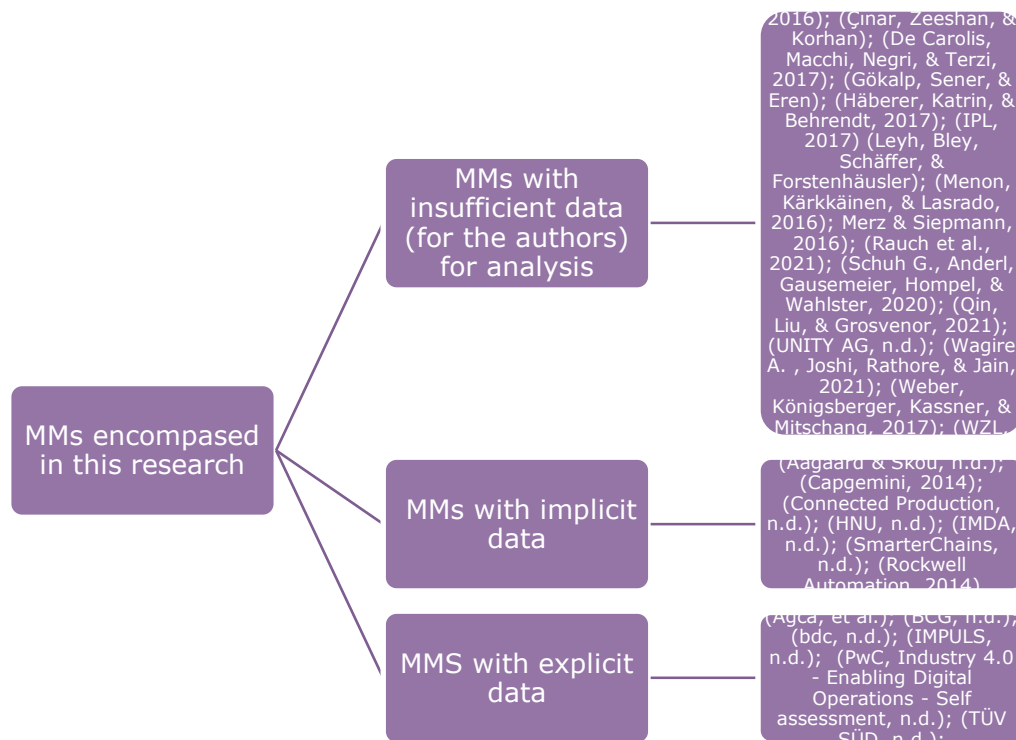 MMs encompased
in this research
MMs with
insufficient data
(for the authors)
for analysis
2016); (Çınar, Zeeshan, &
Korhan); (De Carolis,
Macchi, Negri, & Terzi,
2017); (Gökalp, Sener, &
Eren); (Häberer, Katrin, &
Behrendt, 2017); (IPL,
2017) (Leyh, Bley,
Schäffer, &
Forstenhäusler); (Menon,
Kärkkäinen, & Lasrado,
2016); Merz & Siepmann,
2016); (Rauch et al.,
2021); (Schuh G., Anderl,
Gausemeier, Hompel, &
Wahlster, 2020); (Qin,
Liu, & Grosvenor, 2021);
(UNITY AG, n.d.); (Wagire
A. , Joshi, Rathore, & Jain,
2021); (Weber,
Königsberger, Kassner, &
Mitschang, 2017); (WZL,
MMs with implicit
data
(Aagaard & Skou, n.d.);
(Capgemini, 2014);
(Connected Production,
n.d.); (HNU, n.d.); (IMDA,
n.d.); (SmarterChains,
n.d.); (Rockwell
Automation, 2014)
MMS with explicit
data
(Agca, et al.); (BCG, n.d.);
(bdc, n.d.); (IMPULS,
n.d.);  (PwC, Industry 4.0
- Enabling Digital
Operations - Self
assessment, n.d.); (TÜV
SÜD, n.d.);